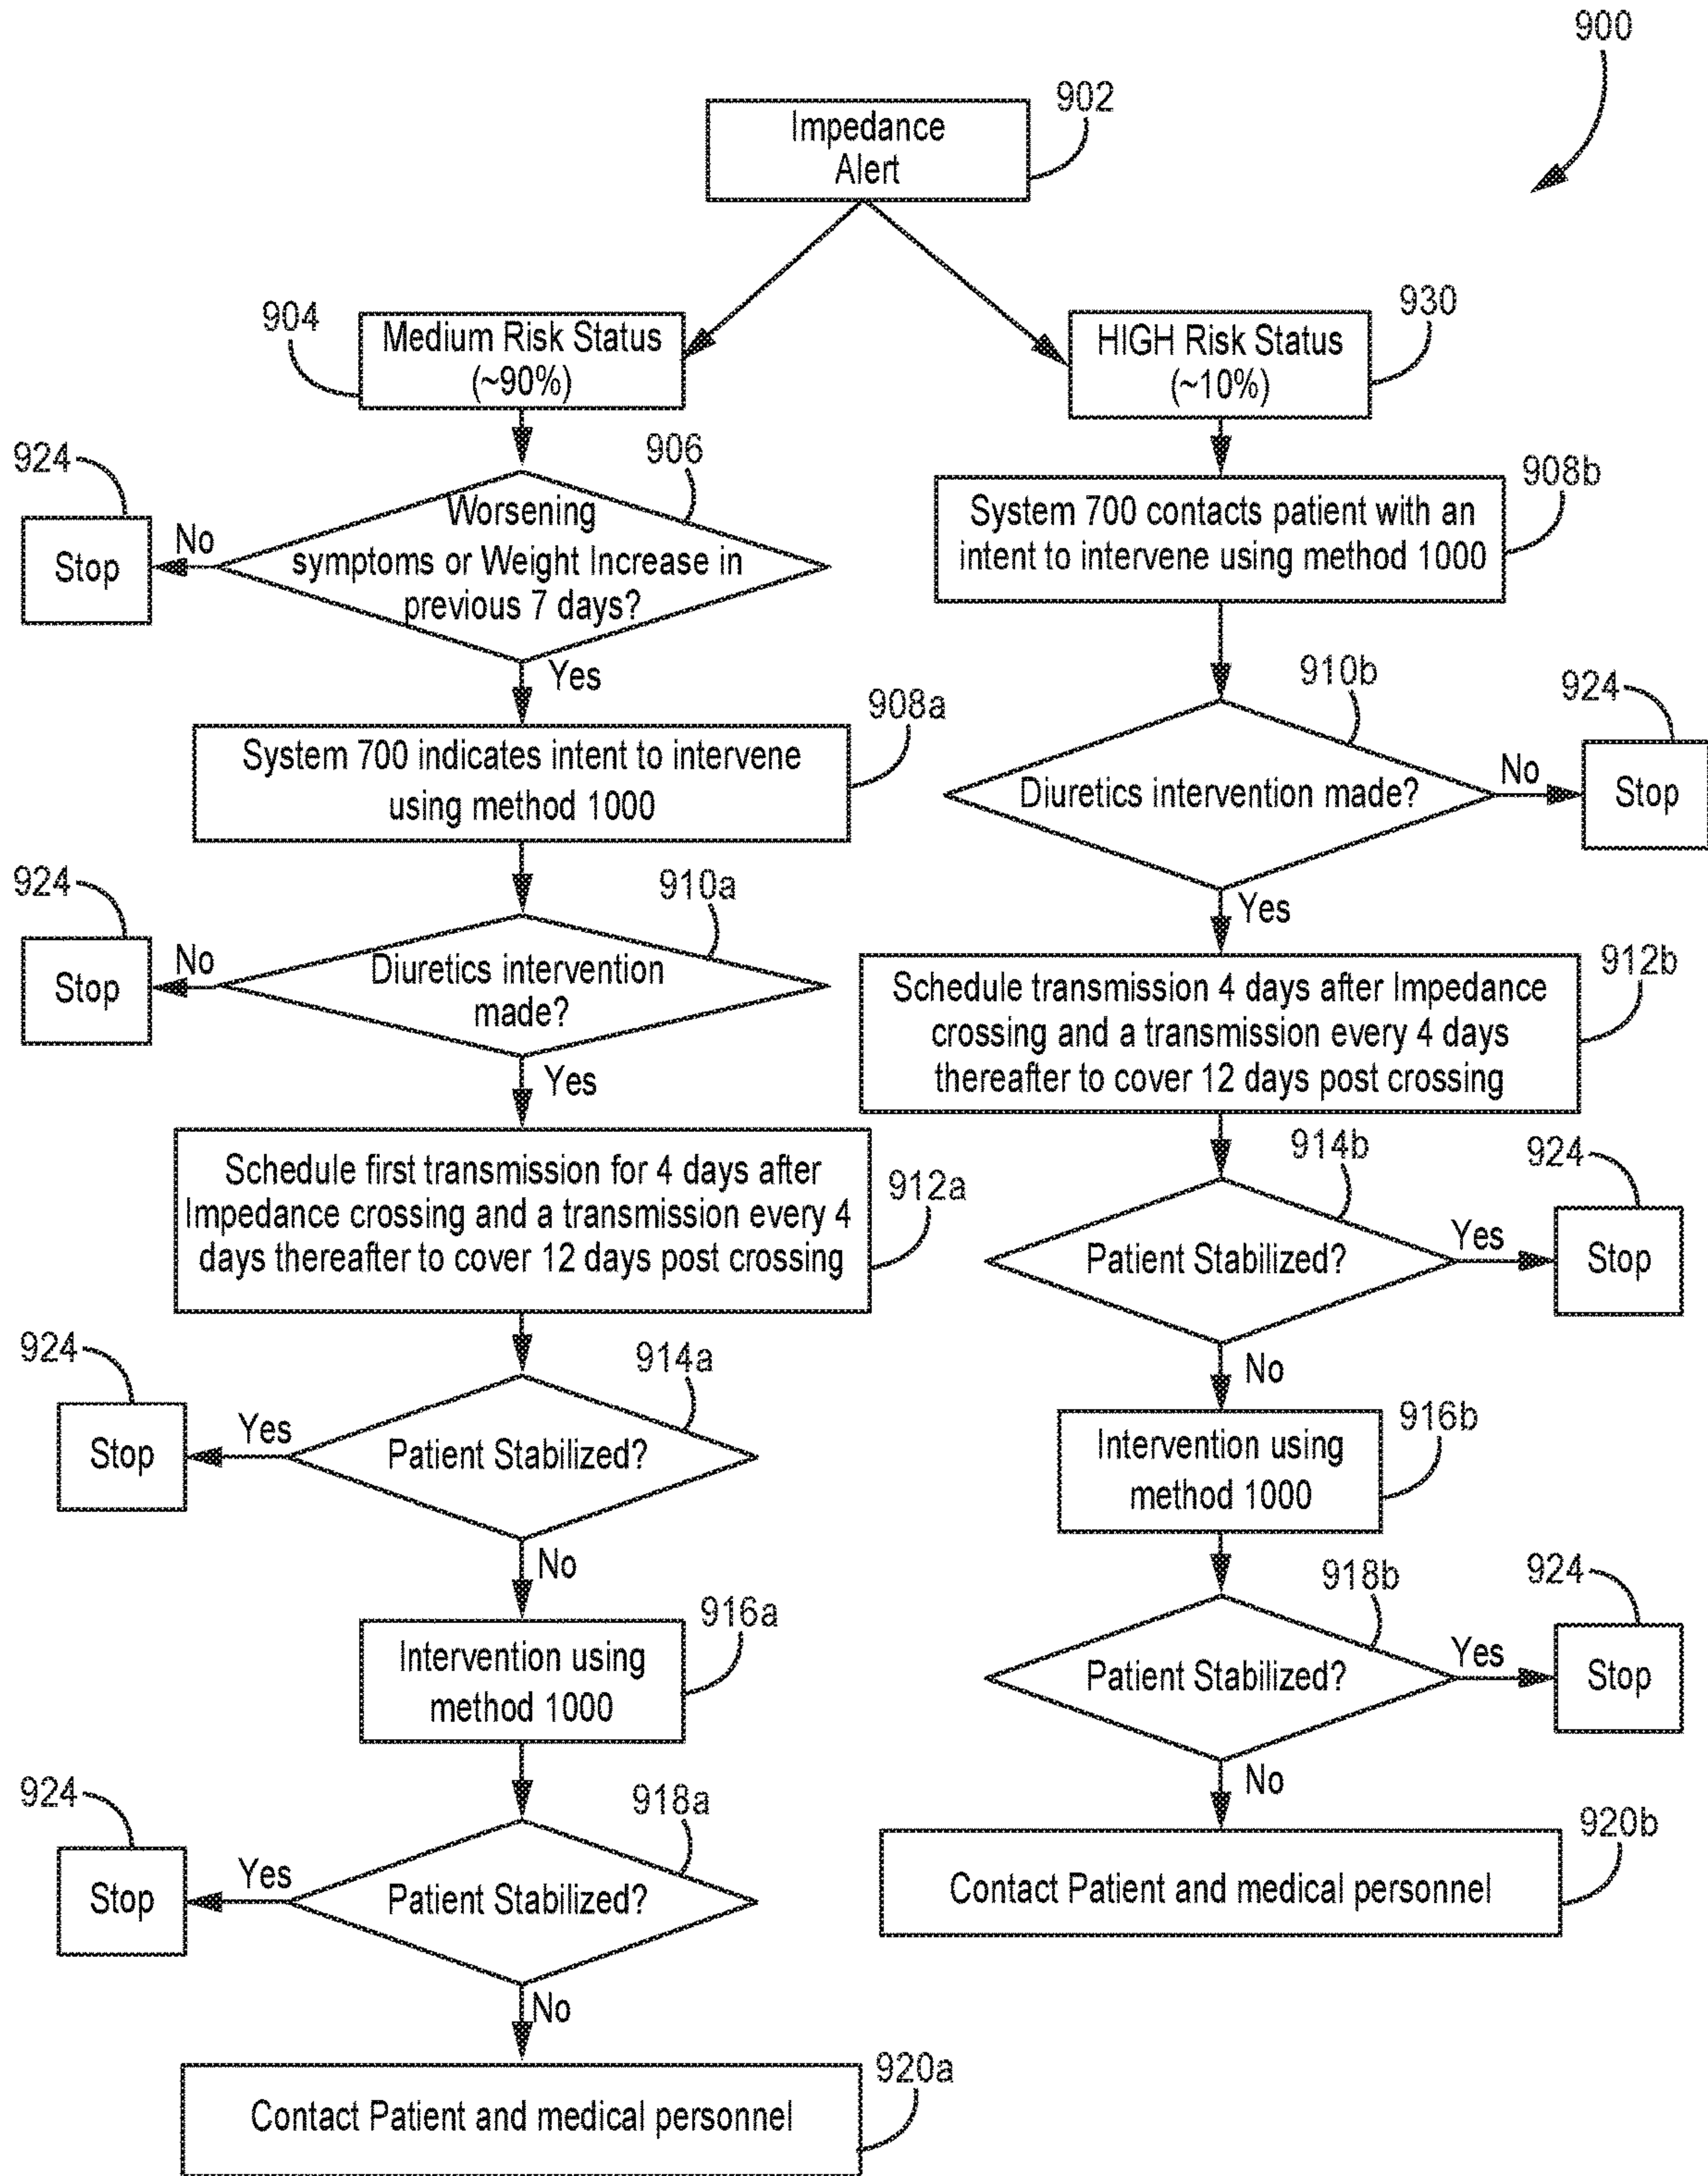 900
902
Impedance
Alert
904
Medium Risk Status
(~90%)
930
HIGH Risk Status
(~10%)
924
Stop
No
906
Worsening
symptoms or Weight Increase in
previous 7 days?
Yes
908b
System 700 contacts patient with an
intent to intervene using method 1000
908a
System 700 indicates intent to intervene
using method 1000
910b
Diuretics intervention made?
No
924
Stop
Yes
924
Stop
No
910a
Diuretics intervention
made?
Yes
912b
Schedule transmission 4 days after Impedance
crossing and a transmission every 4 days
thereafter to cover 12 days post crossing
912a
Schedule first transmission for 4 days after
Impedance crossing and a transmission every 4
days thereafter to cover 12 days post crossing
914b
Patient Stabilized?
Yes
924
Stop
No
924
Stop
Yes
914a
Patient Stabilized?
No
916b
Intervention using
method 1000
916a
Intervention using
method 1000
918b
Patient Stabilized?
Yes
924
Stop
No
924
Stop
Yes
918a
Patient Stabilized?
No
920b
Contact Patient and medical personnel
920a
Contact Patient and medical personnel